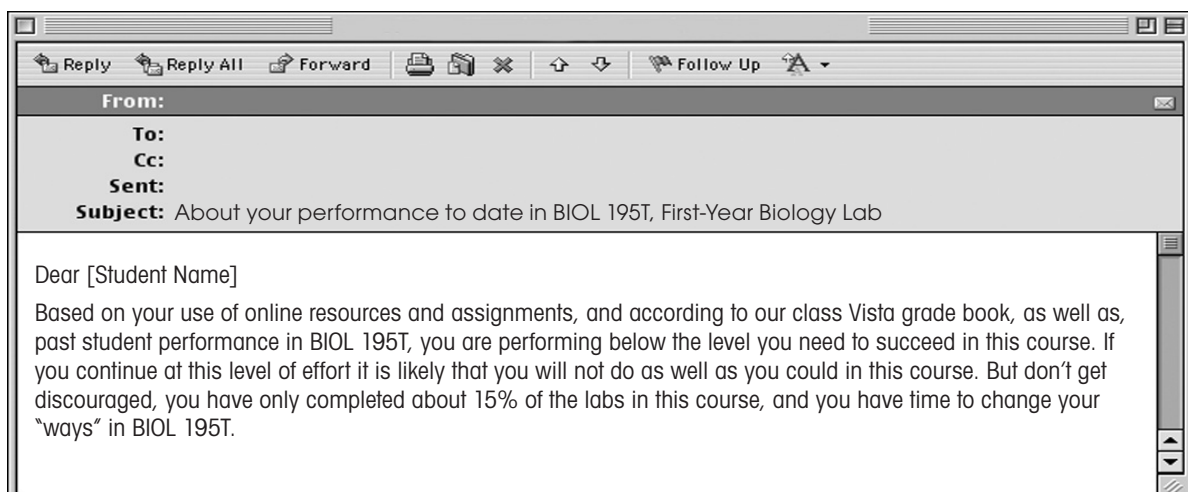 Reply Reply All Forward Follow Up A
From:
To:
Cc:
Sent:
Subject: About your performance to date in BIOL 195T, First-Year Biology Lab
Dear [Student Name]
Based on your use of online resources and assignments, and according to our class Vista grade book, as well as,
past student performance in BIOL 195T, you are performing below the level you need to succeed in this course. If
you continue at this level of effort it is likely that you will not do as well as you could in this course. But don’t get
discouraged, you have only completed about 15% of the labs in this course, and you have time to change your
“ways” in BIOL 195T.